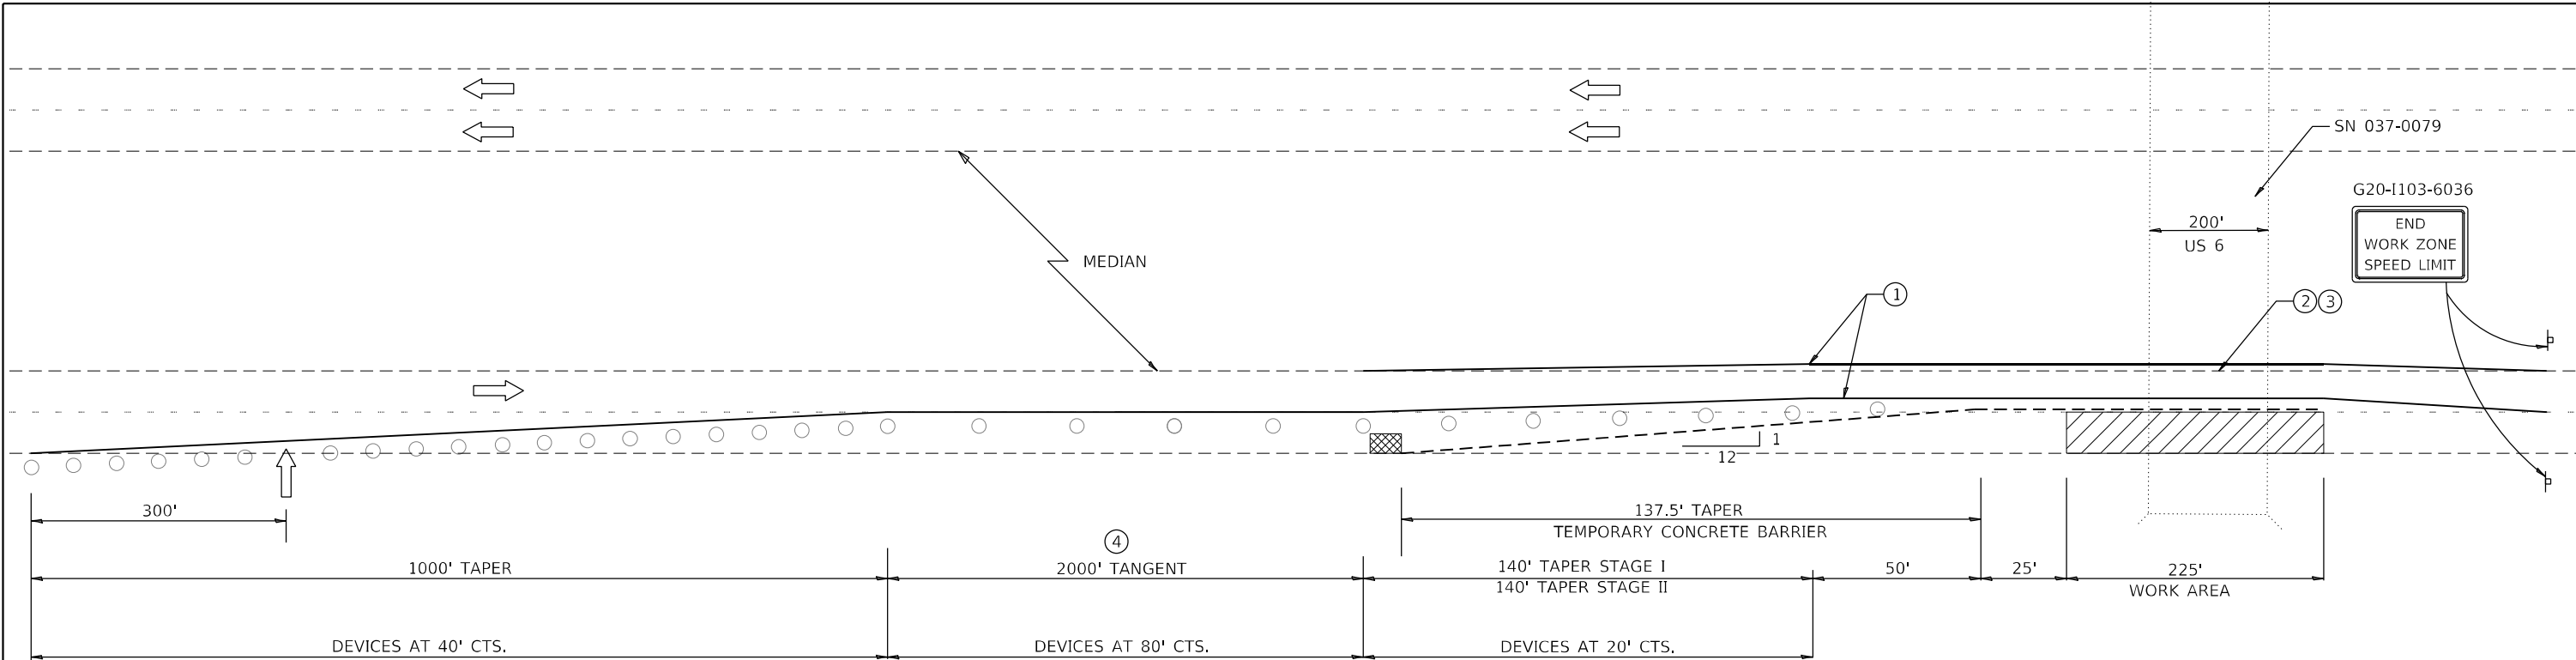 SN 037-0079
G20-I103-6036
END
WORK ZONE
SPEED LIMIT
200'
US 6
MEDIAN
1
2 3
1
12
300'
137.5' TAPER
TEMPORARY CONCRETE BARRIER
4
1000' TAPER
2000' TANGENT
140' TAPER STAGE I
140' TAPER STAGE II
50'
25'
225'
WORK AREA
DEVICES AT 40' CTS.
DEVICES AT 80' CTS.
DEVICES AT 20' CTS.